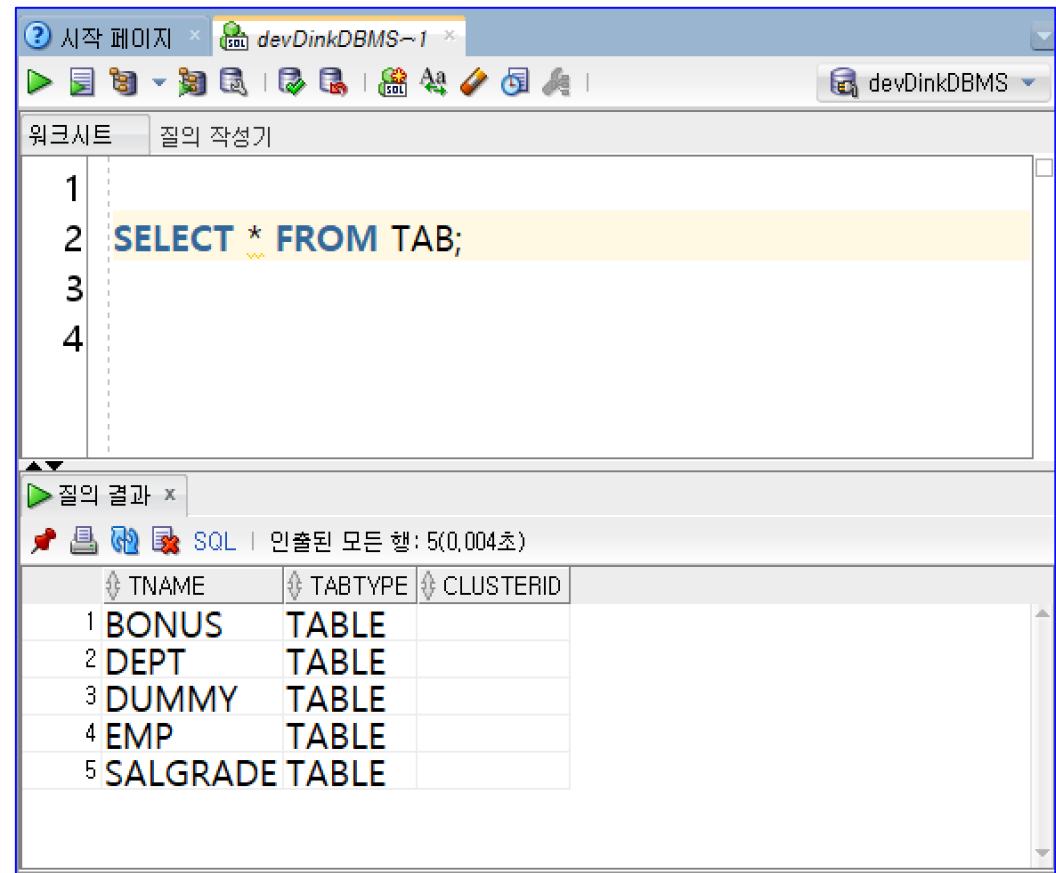 시작 페이지 devDinkDBMS~1
devDinkDBMS
워크시트 질의 작성기
1
2 SELECT * FROM TAB;
3
4
질의 결과 x
SQL 인출된 모든 행: 5(0,004초)
TNAME TABTYPE CLUSTERID
1 BONUS TABLE
2 DEPT TABLE
3 DUMMY TABLE
4 EMP TABLE
5 SALGRADE TABLE